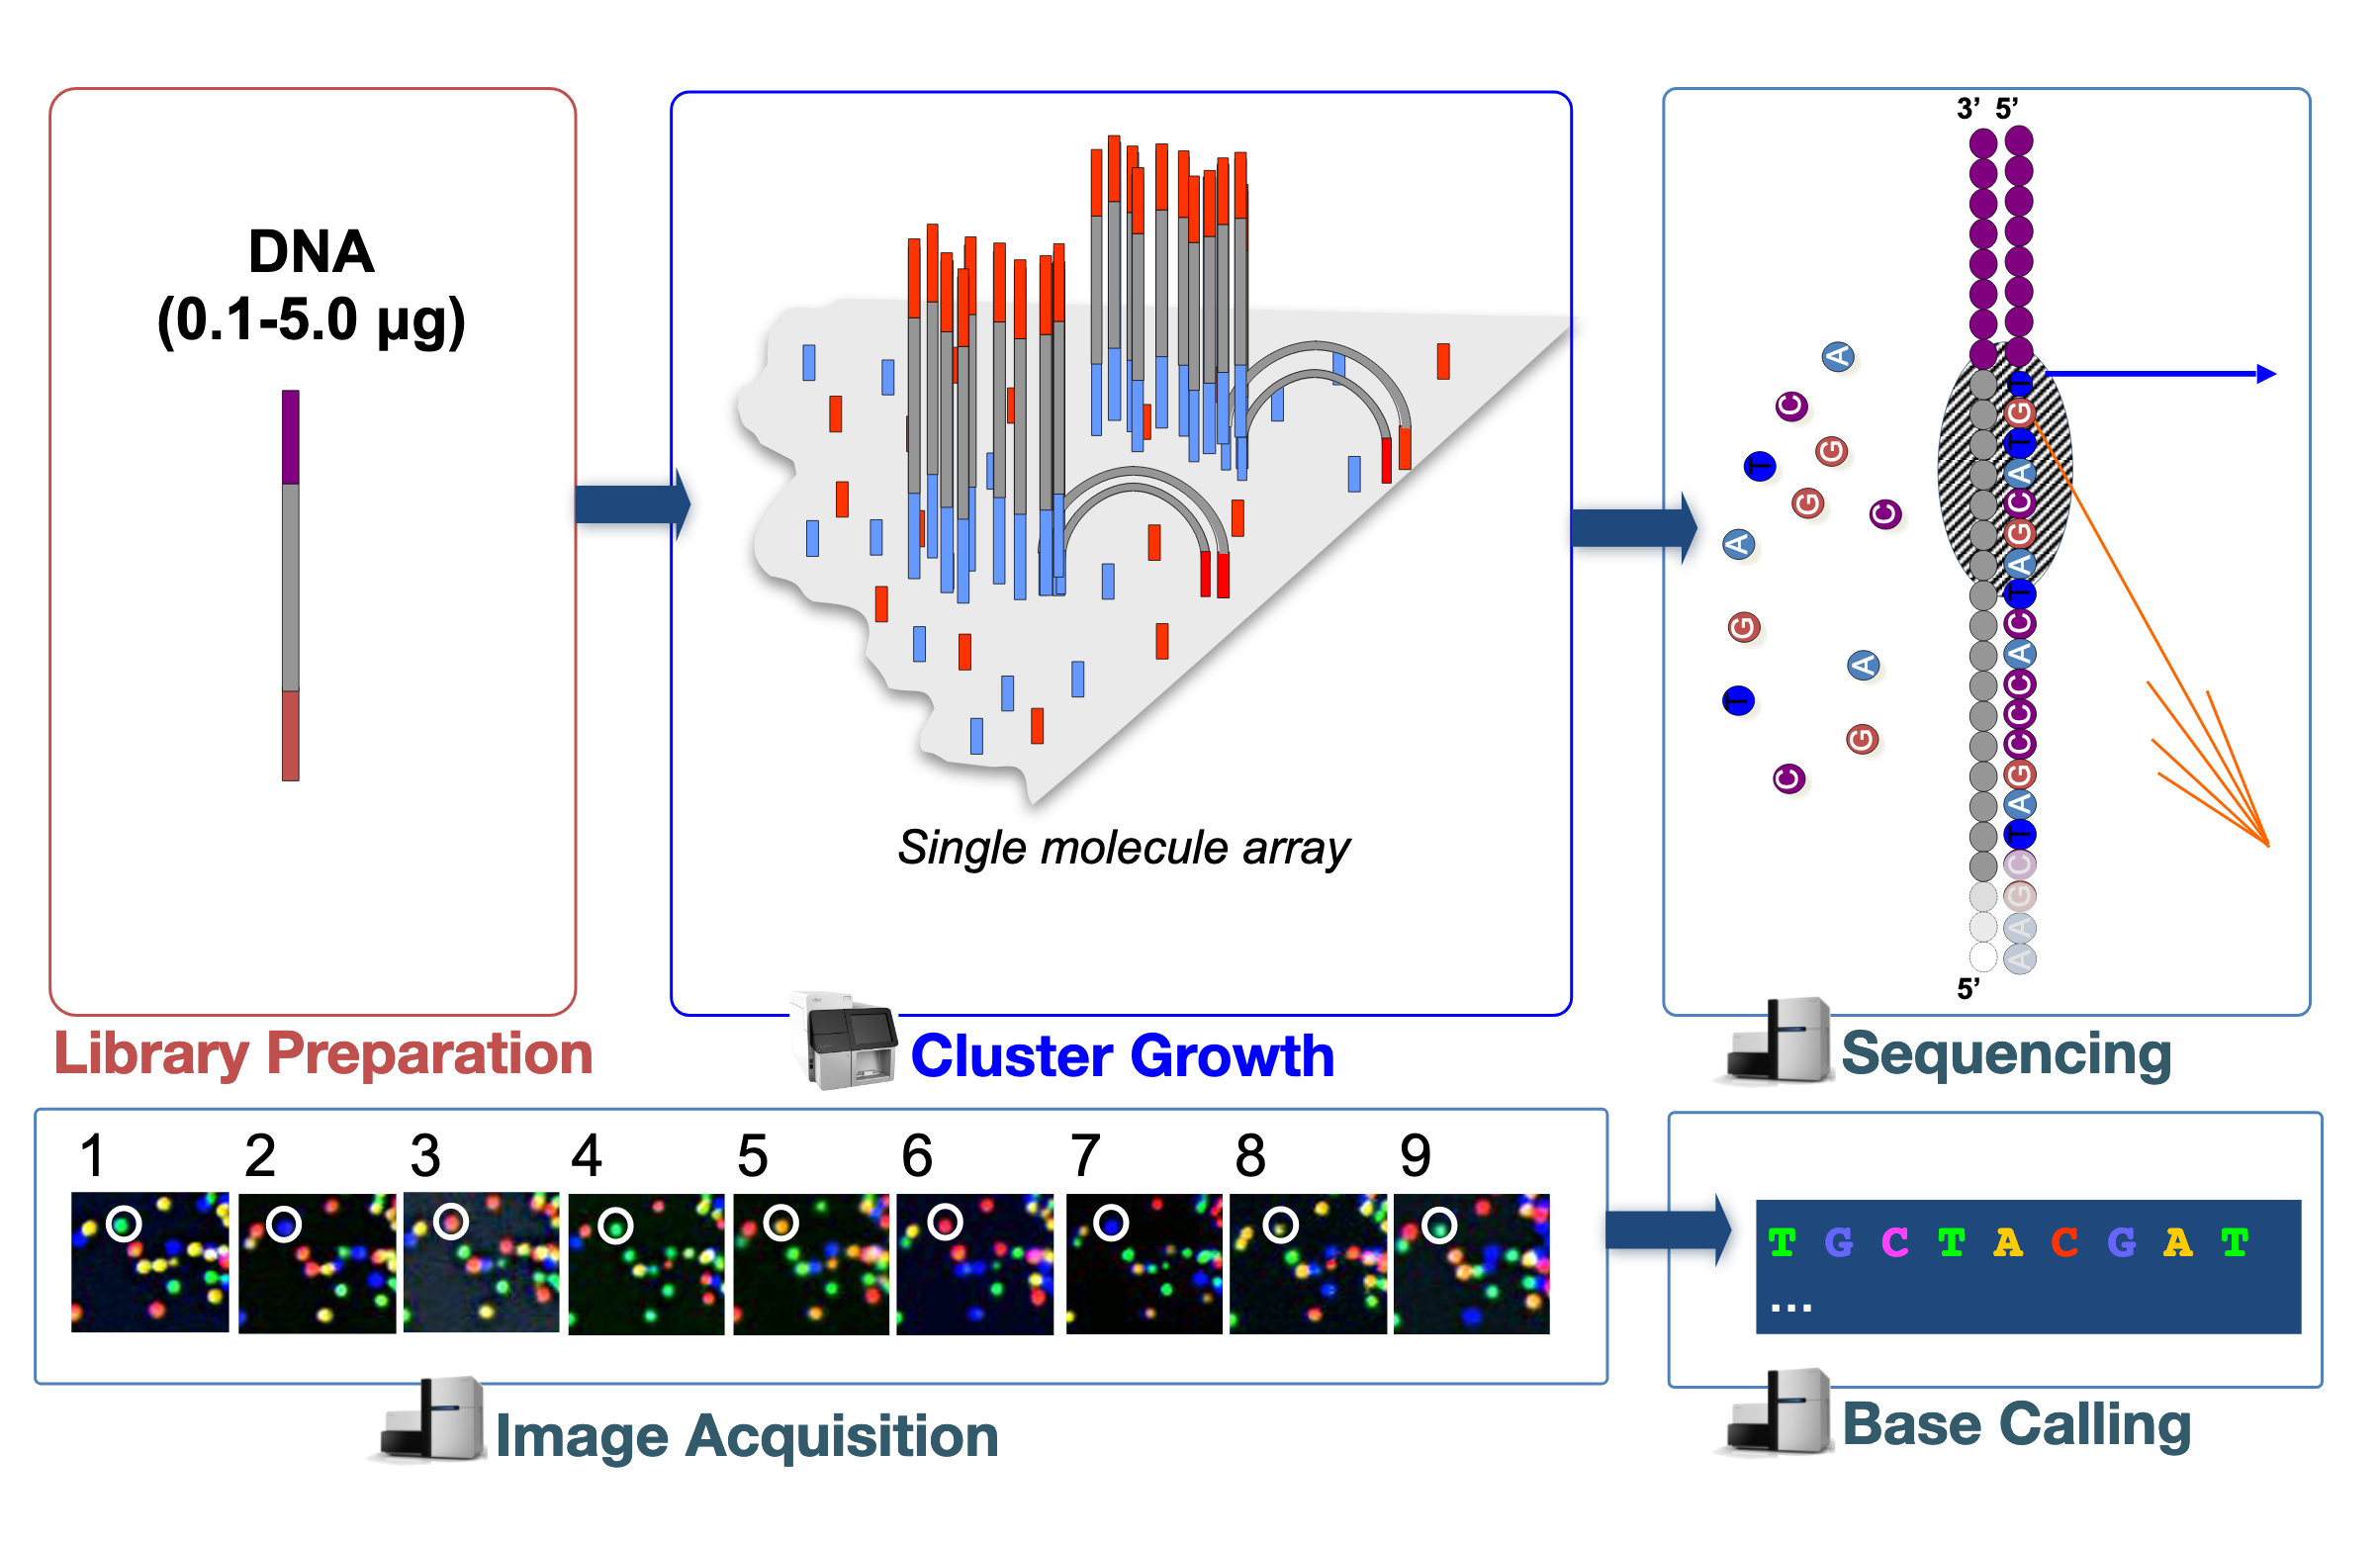 DNA
(0.1-5.0 µg)
Library Preparation
Single molecule array
Cluster Growth
3’ 5’
A
C
G
T
G
C
A
G
A
T
G
C
T
G
T
A
C
G
A
T
C
A
C
C
C
G
A
T
C
G
A
A
5’
Sequencing
1 2 3 4 5 6 7 8 9
Image Acquisition
T G C T A C G A T
...
Base Calling